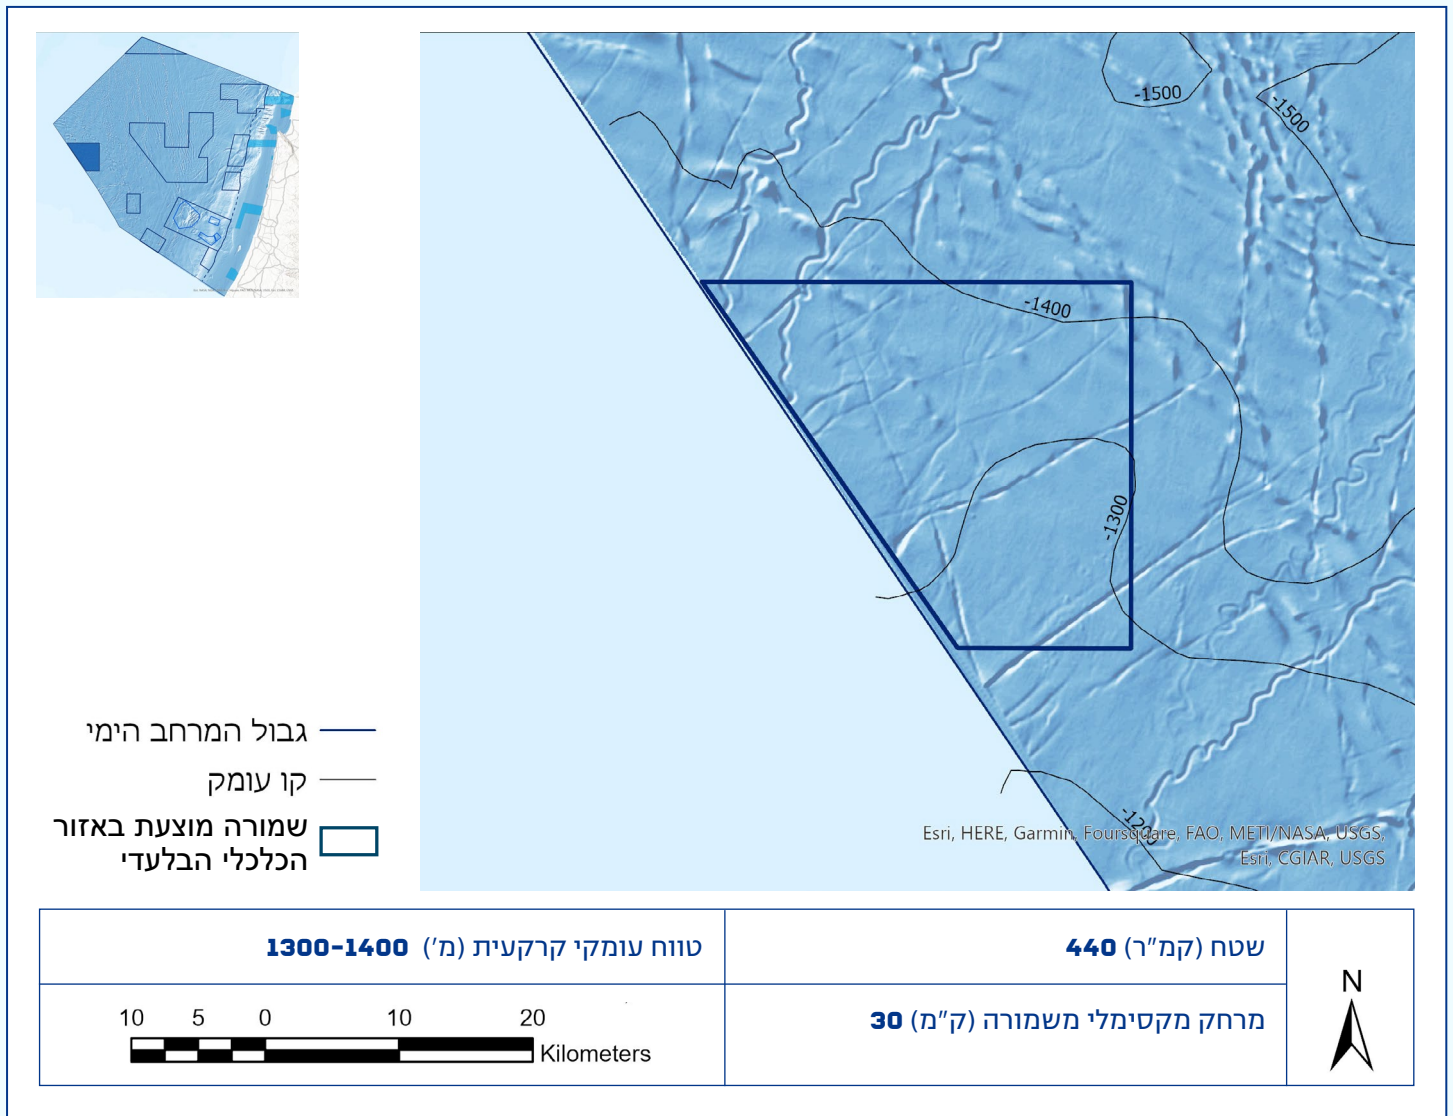 -1500
-1500
-1400
-1300
-1200
Esri, HERE, Garmin, Foursquare, FAO, METI/NASA, USGS,
Esri, CGIAR, USGS
גבול המרחב הימי
קו עומק
שמורה מוצעת באזור
הכלכלי הבלעדי
שטח (קמ"ר) 440
טווח עומקי קרקעית (מ') 1300-1400
מרחק מקסימלי משמורה (ק"מ) 30
10 5 0 10 20
Kilometers
N